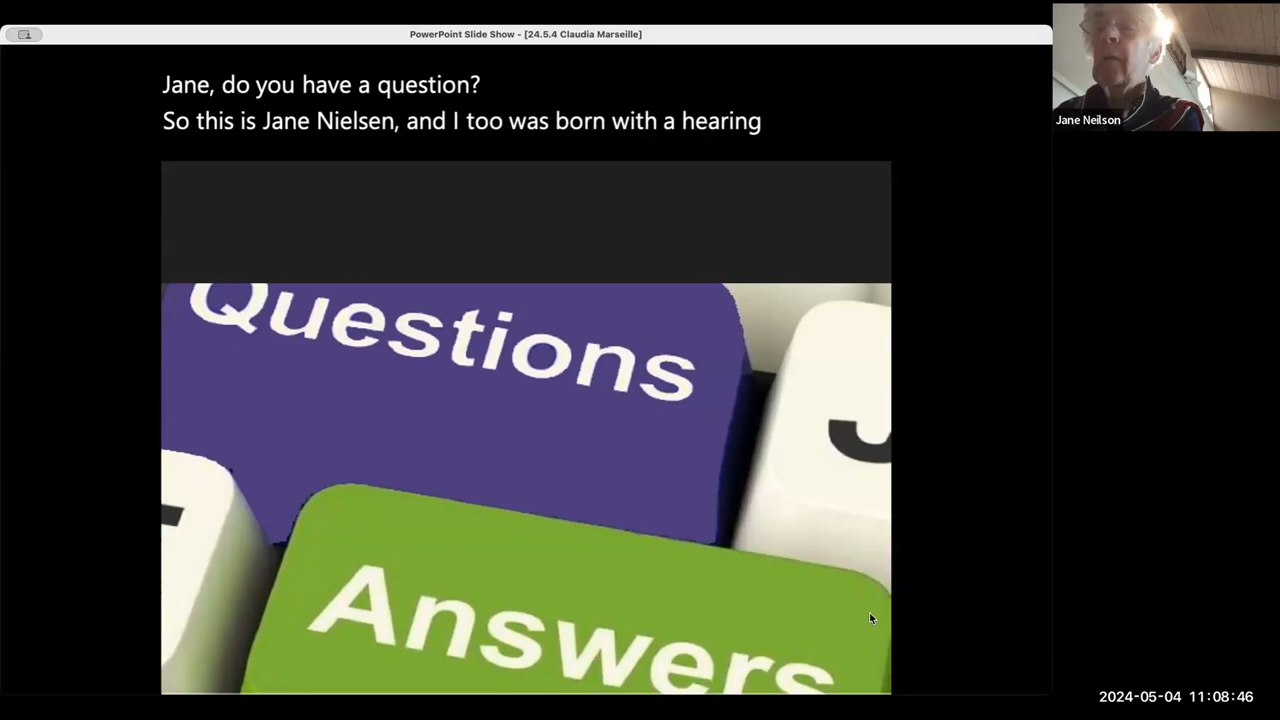 PowerPoint Slide Show - [24.5.4 Claudia Marseille]
Jane, do you have a question?
So this is Jane Nielsen, and I too was born with a hearing
Jane Neilson
Questions
J
Answers
2024-05-04 11:08:46